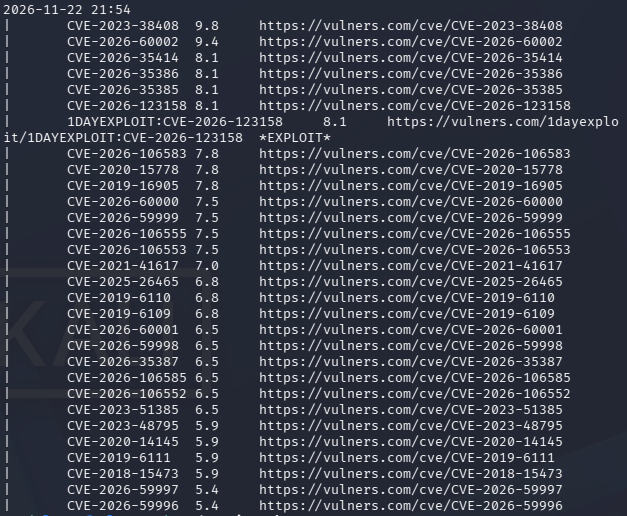 2026-11-22 21:54
|       CVE-2023-38408  9.8     https://vulners.com/cve/CVE-2023-38408
|       CVE-2026-60002  9.4     https://vulners.com/cve/CVE-2026-60002
|       CVE-2026-35414  8.1     https://vulners.com/cve/CVE-2026-35414
|       CVE-2026-35386  8.1     https://vulners.com/cve/CVE-2026-35386
|       CVE-2026-35385  8.1     https://vulners.com/cve/CVE-2026-35385
|       CVE-2026-123158 8.1     https://vulners.com/cve/CVE-2026-123158
|       1DAYEXPLOIT:CVE-2026-123158     8.1     https://vulners.com/1dayexplo
it/1DAYEXPLOIT:CVE-2026-123158  *EXPLOIT*
|       CVE-2026-106583 7.8     https://vulners.com/cve/CVE-2026-106583
|       CVE-2020-15778  7.8     https://vulners.com/cve/CVE-2020-15778
|       CVE-2019-16905  7.8     https://vulners.com/cve/CVE-2019-16905
|       CVE-2026-60000  7.5     https://vulners.com/cve/CVE-2026-60000
|       CVE-2026-59999  7.5     https://vulners.com/cve/CVE-2026-59999
|       CVE-2026-106555 7.5     https://vulners.com/cve/CVE-2026-106555
|       CVE-2026-106553 7.5     https://vulners.com/cve/CVE-2026-106553
|       CVE-2021-41617  7.0     https://vulners.com/cve/CVE-2021-41617
|       CVE-2025-26465  6.8     https://vulners.com/cve/CVE-2025-26465
|       CVE-2019-6110   6.8     https://vulners.com/cve/CVE-2019-6110
|       CVE-2019-6109   6.8     https://vulners.com/cve/CVE-2019-6109
|       CVE-2026-60001  6.5     https://vulners.com/cve/CVE-2026-60001
|       CVE-2026-59998  6.5     https://vulners.com/cve/CVE-2026-59998
|       CVE-2026-35387  6.5     https://vulners.com/cve/CVE-2026-35387
|       CVE-2026-106585 6.5     https://vulners.com/cve/CVE-2026-106585
|       CVE-2026-106552 6.5     https://vulners.com/cve/CVE-2026-106552
|       CVE-2023-51385  6.5     https://vulners.com/cve/CVE-2023-51385
|       CVE-2023-48795  5.9     https://vulners.com/cve/CVE-2023-48795
|       CVE-2020-14145  5.9     https://vulners.com/cve/CVE-2020-14145
|       CVE-2019-6111   5.9     https://vulners.com/cve/CVE-2019-6111
|       CVE-2018-15473  5.9     https://vulners.com/cve/CVE-2018-15473
|       CVE-2026-59997  5.4     https://vulners.com/cve/CVE-2026-59997
|       CVE-2026-59996  5.4     https://vulners.com/cve/CVE-2026-59996